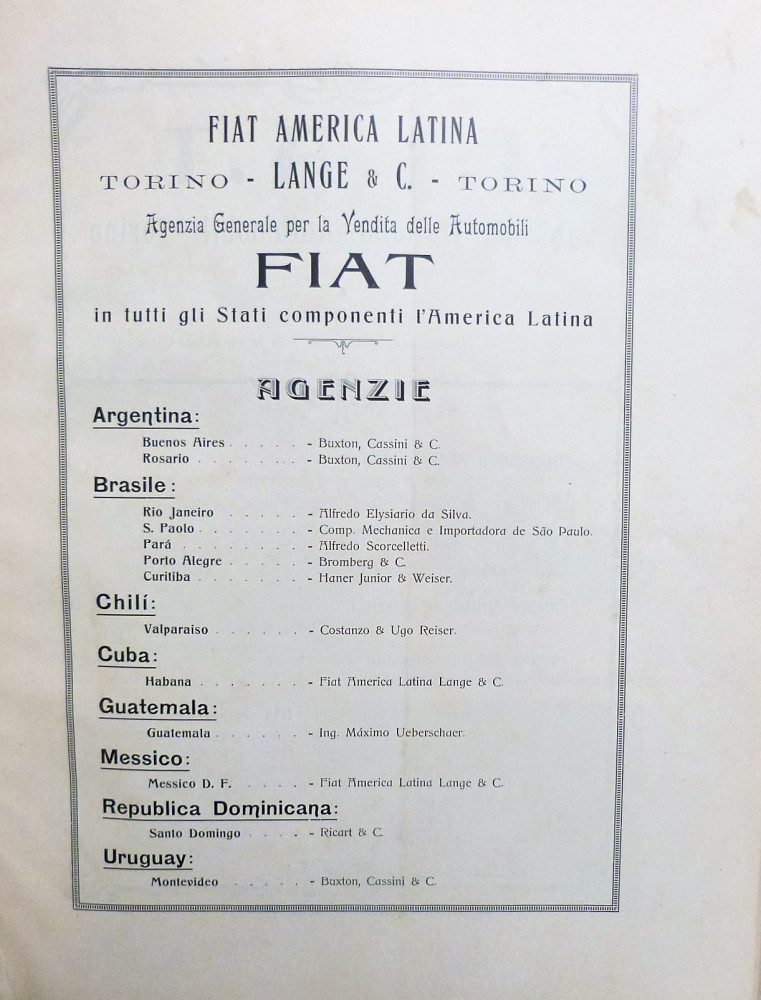 FIAT AMERICA LATINA
TORINO - LANGE & C. - TORINO
Agenzia Generale per la Vendita delle Automobili
FIAT
in tutti gli Stati componenti l'America Latina
AGENZIE
Argentina:
Buenos Aires . . . . . - Buxton, Cassini & C.
Rosario . . . . . . . - Buxton, Cassini & C.
Brasile:
Rio Janeiro . . . . . - Alfredo Elysiario da Silva.
S. Paolo . . . . . . . - Comp. Mechanica e Importadora de São Paulo.
Pará . . . . . . . . - Alfredo Scorcelletti.
Porto Alegre . . . . . - Bromberg & C.
Curitiba . . . . . . . - Haner Junior & Weiser.
Chilí:
Valparaiso . . . . . . - Costanzo & Ugo Reiser.
Cuba:
Habana . . . . . . . - Fiat America Latina Lange & C.
Guatemala:
Guatemala . . . . . . - Ing. Máximo Ueberschaer.
Messico:
Messico D. F. . . . . - Fiat America Latina Lange & C.
Republica Dominicana:
Santo Domingo . . . . - Ricart & C.
Uruguay:
Montevideo . . . . . - Buxton, Cassini & C.